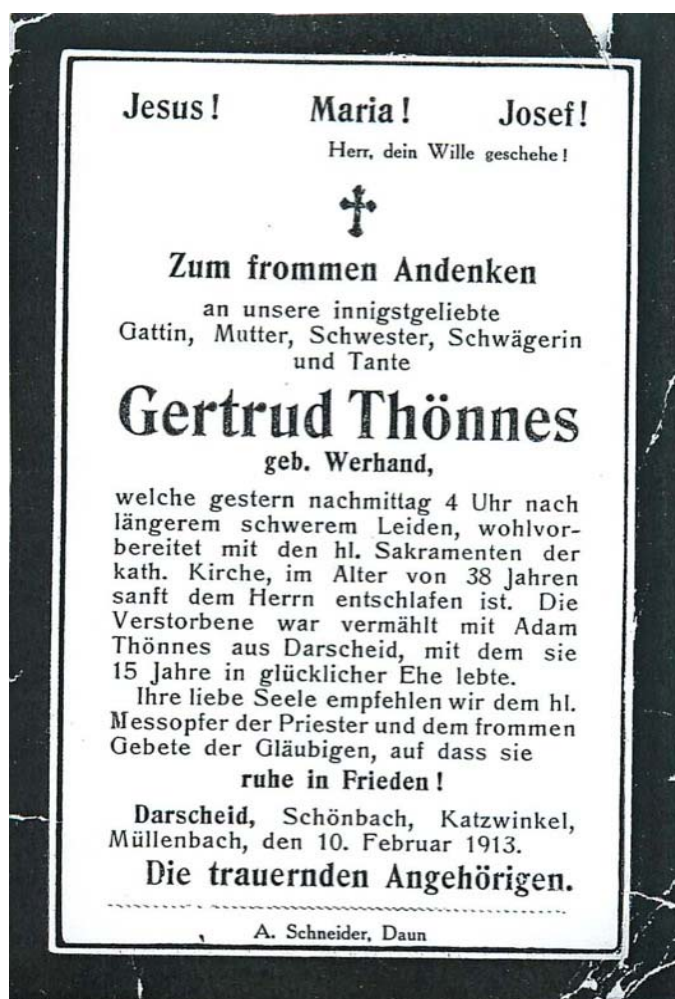 Jesus! Maria! Josef!
Herr, dein Wille geschehe!
Zum frommen Andenken
an unsere innigstgeliebte
Gattin, Mutter, Schwester, Schwägerin
und Tante
Gertrud Thönnes
geb. Werhand,
welche gestern nachmittag 4 Uhr nach
längerem schwerem Leiden, wohlvor-
bereitet mit den hl. Sakramenten der
kath. Kirche, im Alter von 38 Jahren
sanft dem Herrn entschlafen ist. Die
Verstorbene war vermählt mit Adam
Thönnes aus Darscheid, mit dem sie
15 Jahre in glücklicher Ehe lebte.
Ihre liebe Seele empfehlen wir dem hl.
Messopfer der Priester und dem frommen
Gebete der Gläubigen, auf dass sie
ruhe in Frieden!
Darscheid, Schönbach, Katzwinkel,
Müllenbach, den 10. Februar 1913.
Die trauernden Angehörigen.
A. Schneider, Daun